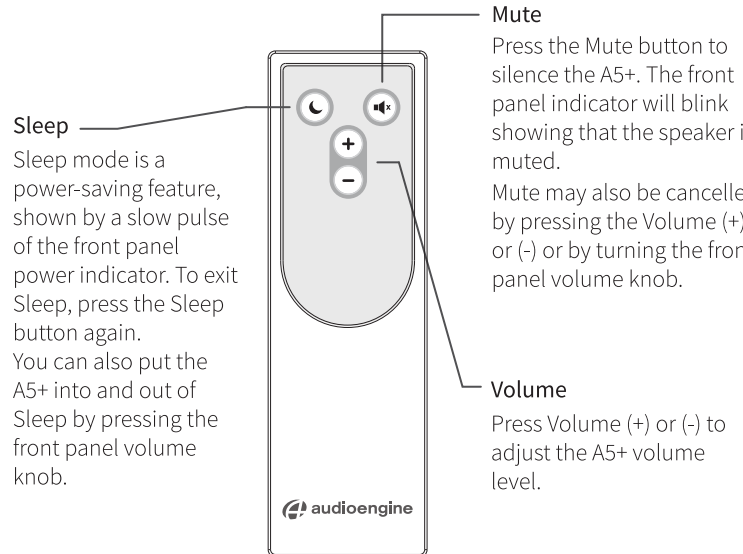 Mute
Press the Mute button to
silence the A5+. The front
panel indicator will blink
showing that the speaker i
muted.
Mute may also be cancelle
by pressing the Volume (+)
or (-) or by turning the fron
panel volume knob.
Sleep
Sleep mode is a
power-saving feature,
shown by a slow pulse
of the front panel
power indicator. To exit
Sleep, press the Sleep
button again.
You can also put the
A5+ into and out of
Sleep by pressing the
front panel volume
knob.
+
-
Volume
Press Volume (+) or (-) to
adjust the A5+ volume
level.
audioengine